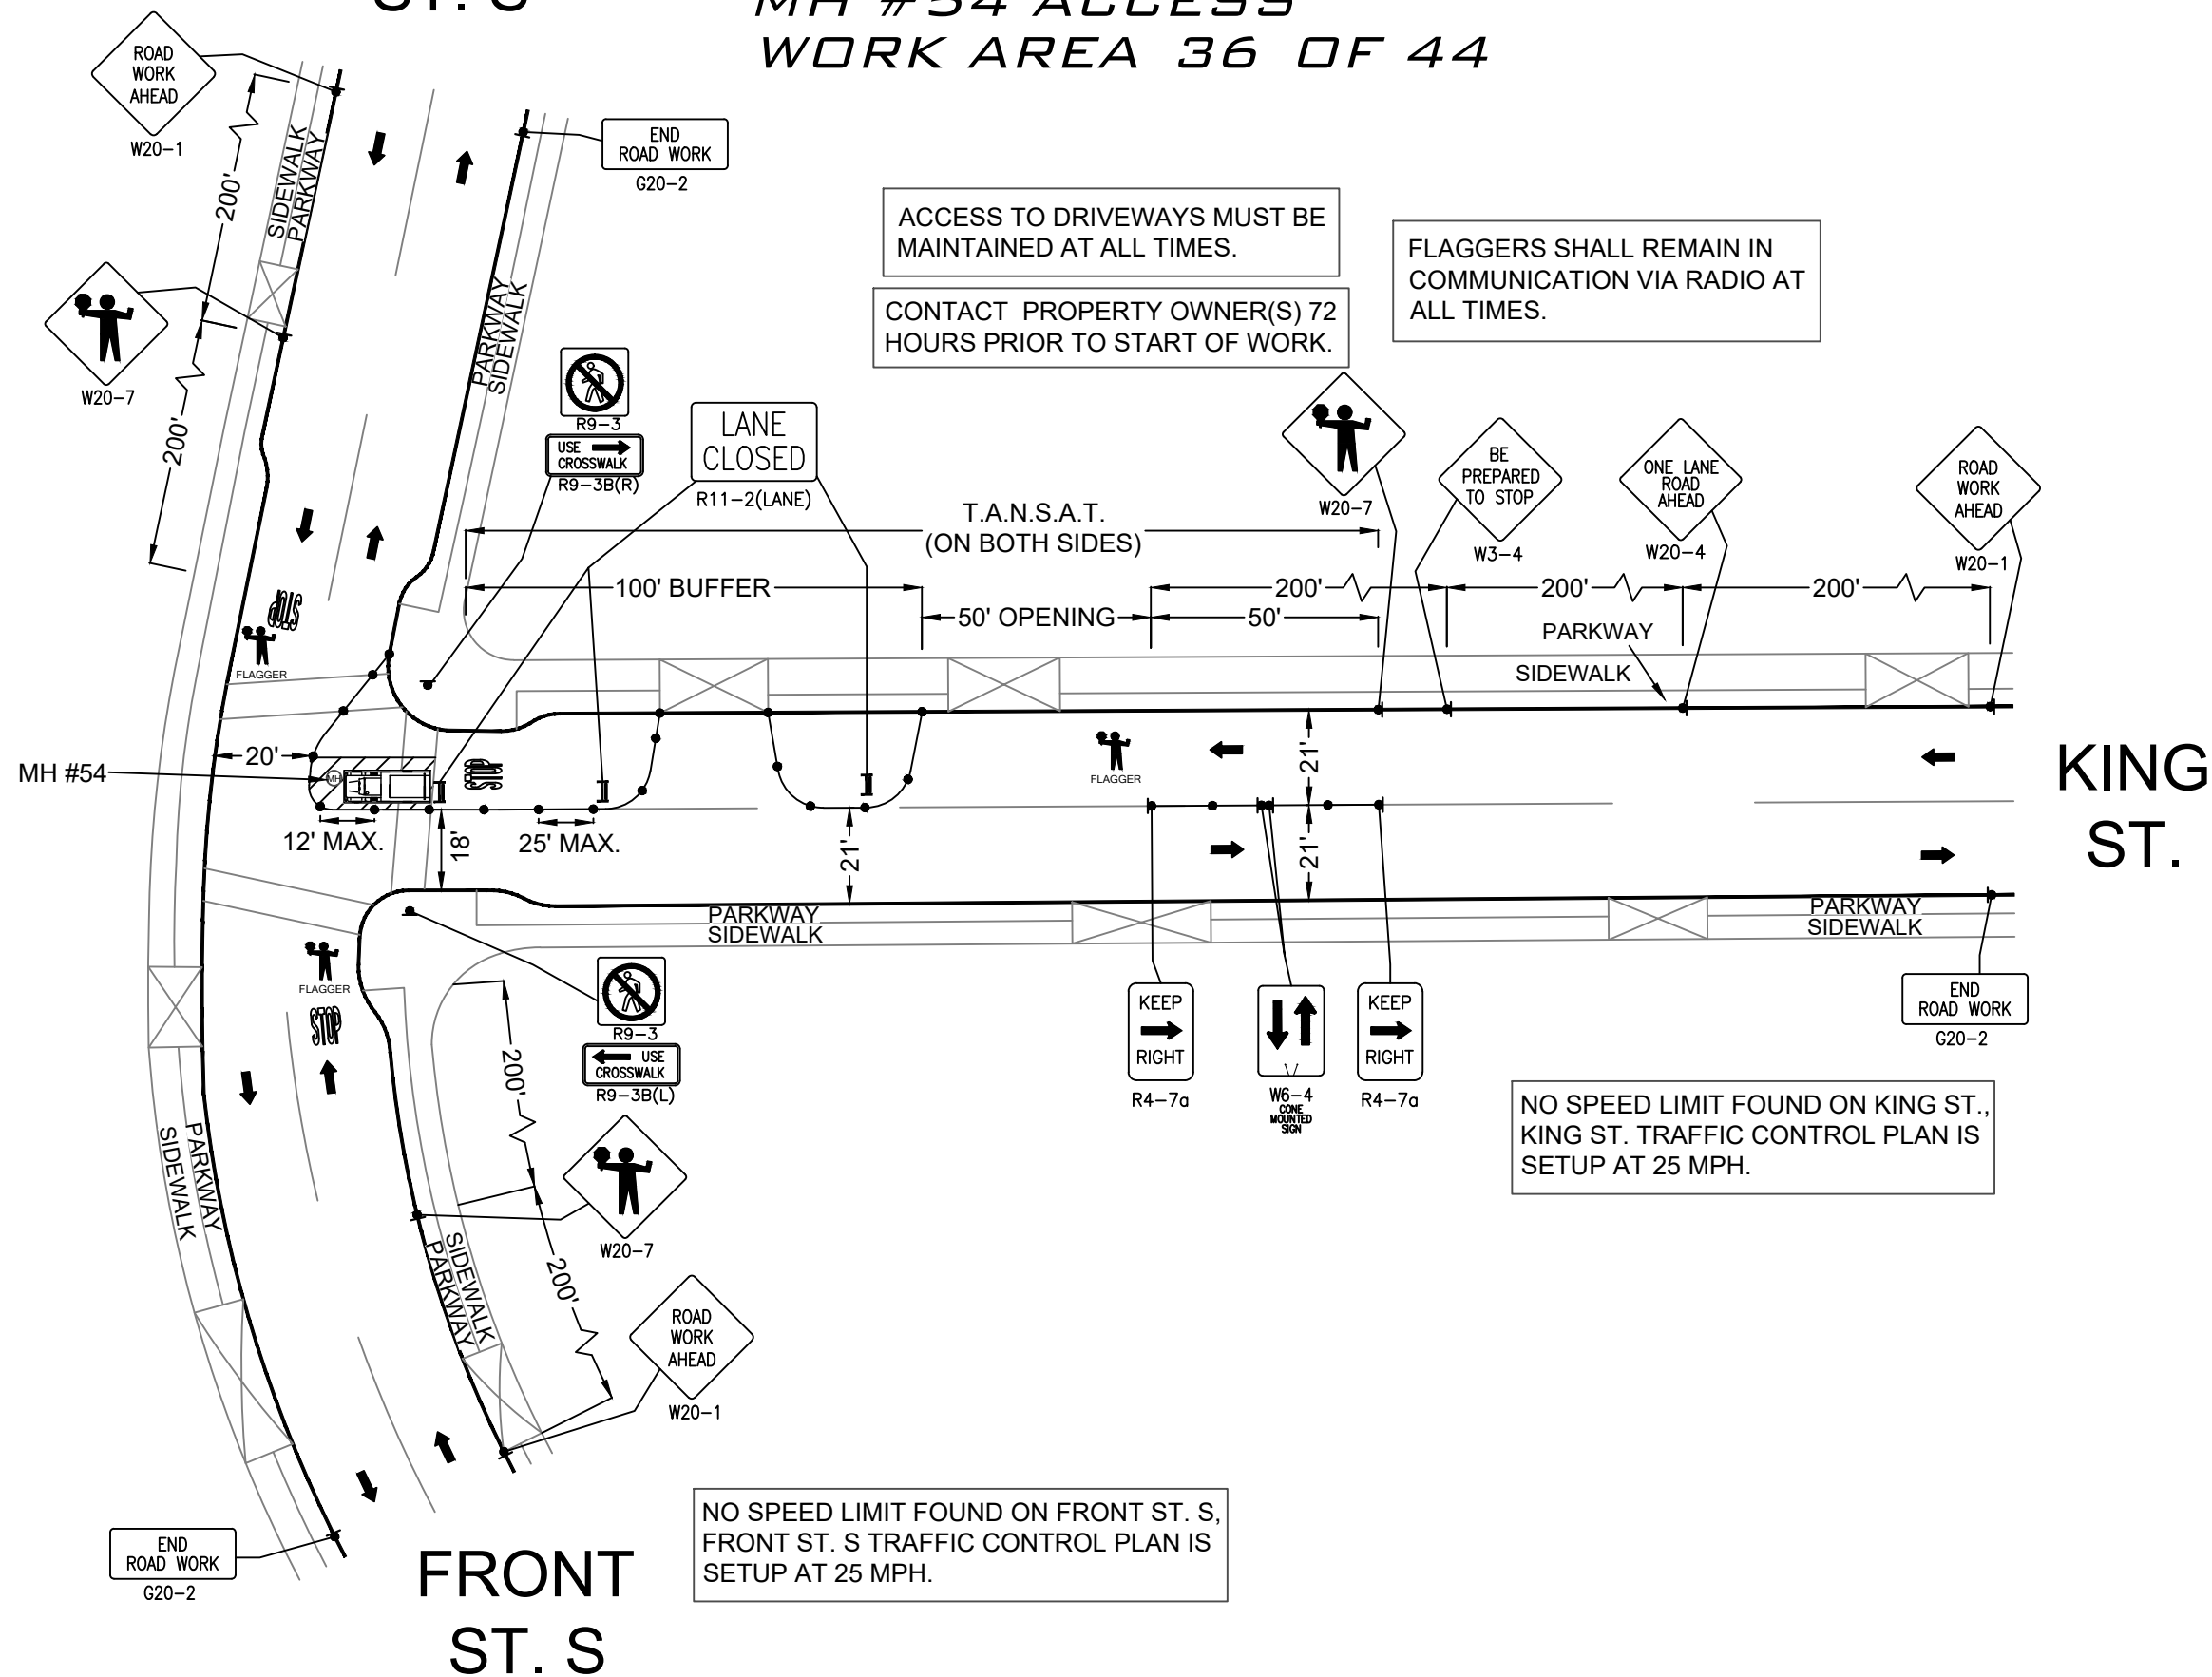 ST. S
MH #54 ACCESS
WORK AREA 36 OF 44
ROAD
WORK
AHEAD
W20-1
200'
SIDEWALK
PARKWAY
END
ROAD WORK
G20-2
ACCESS TO DRIVEWAYS MUST BE
MAINTAINED AT ALL TIMES.
FLAGGERS SHALL REMAIN IN
COMMUNICATION VIA RADIO AT
ALL TIMES.
CONTACT PROPERTY OWNER(S) 72
HOURS PRIOR TO START OF WORK.
W20-7
200'
PARKWAY
SIDEWALK
R9-3
USE
CROSSWALK
R9-3B(R)
LANE
CLOSED
R11-2(LANE)
W20-7
BE
PREPARED
TO STOP
W3-4
ONE LANE
ROAD
AHEAD
W20-4
ROAD
WORK
AHEAD
W20-1
T.A.N.S.A.T.
(ON BOTH SIDES)
100' BUFFER
200'
200'
200'
50' OPENING
50'
PARKWAY
SIDEWALK
STOP
FLAGGER
20'
MH #54
MH
STOP
FLAGGER
21'
KING
ST.
12' MAX.
18'
25' MAX.
21'
21'
PARKWAY
SIDEWALK
PARKWAY
SIDEWALK
FLAGGER
STOP
R9-3
USE
CROSSWALK
R9-3B(L)
KEEP
RIGHT
R4-7a
W6-4
CONE
MOUNTED
SIGN
KEEP
RIGHT
R4-7a
END
ROAD WORK
G20-2
200'
NO SPEED LIMIT FOUND ON KING ST.,
KING ST. TRAFFIC CONTROL PLAN IS
SETUP AT 25 MPH.
PARKWAY
SIDEWALK
W20-7
SIDEWALK
PARKWAY
200'
ROAD
WORK
AHEAD
W20-1
NO SPEED LIMIT FOUND ON FRONT ST. S,
FRONT ST. S TRAFFIC CONTROL PLAN IS
SETUP AT 25 MPH.
END
ROAD WORK
G20-2
FRONT
ST. S